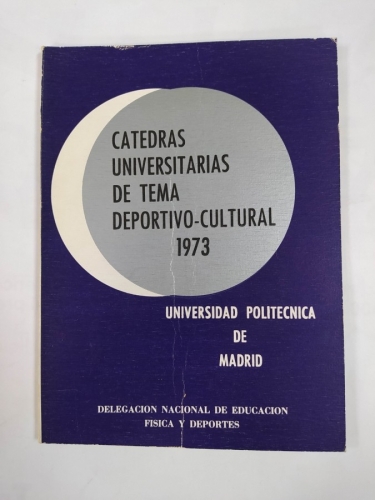 CATEDRAS
UNIVERSITARIAS
DE TEMA
DEPORTIVO-CULTURAL
1973
UNIVERSIDAD POLITECNICA
DE
MADRID
DELEGACION NACIONAL DE EDUCACION
FISICA Y DEPORTES